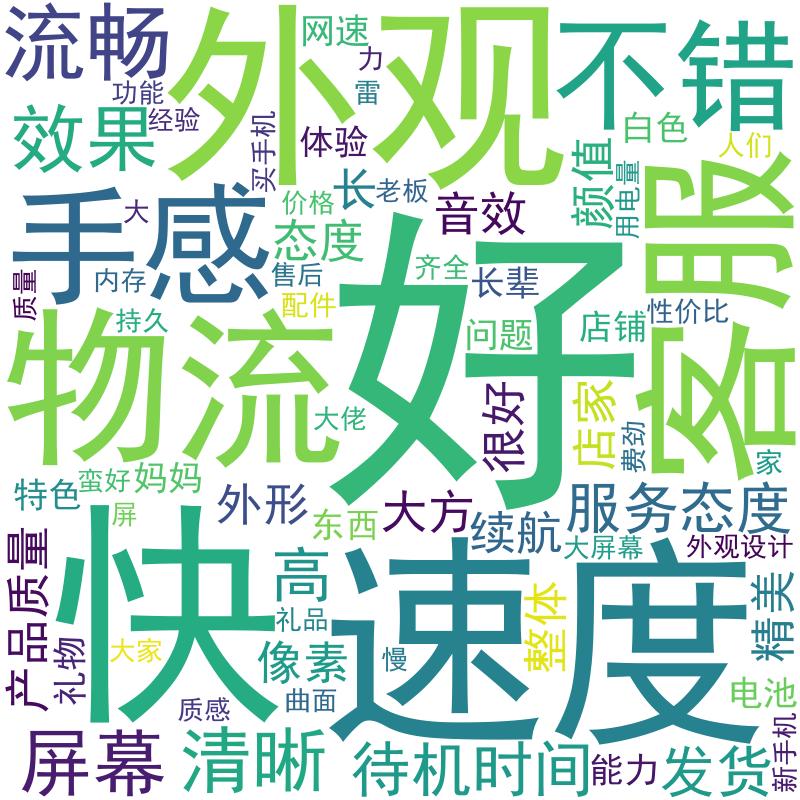 流畅
外观
网速
力
不错
功能
雷
经验
效果
买手机
体验
白色
人们
颜值
用电量
客服
手感
大
长
老板
价格
音效
态度
质量
内存
售后
齐全
长辈
配件
性价比
持久
物流
好
问题
店铺
大佬
很好
店家
费劲
家
特色
蛮好
妈妈
屏
外形
东西
大方
续航
服务态度
大屏幕
外观设计
产品质量
快
高
速度
礼品
整体
精美
礼物
大家
像素
慢
质感
曲面
电池
屏幕
清晰
待机时间
能力
发货
新手机